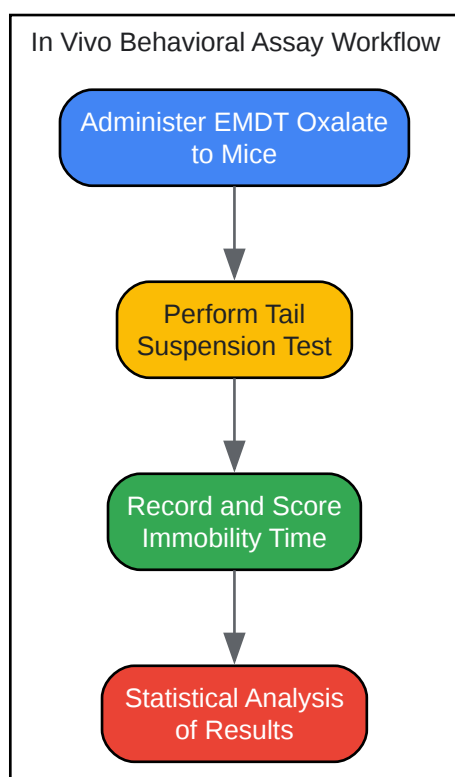 In Vivo Behavioral Assay Workflow
Administer EMDT Oxalate
to Mice
Perform Tail
Suspension Test
Record and Score
Immobility Time
Statistical Analysis
of Results